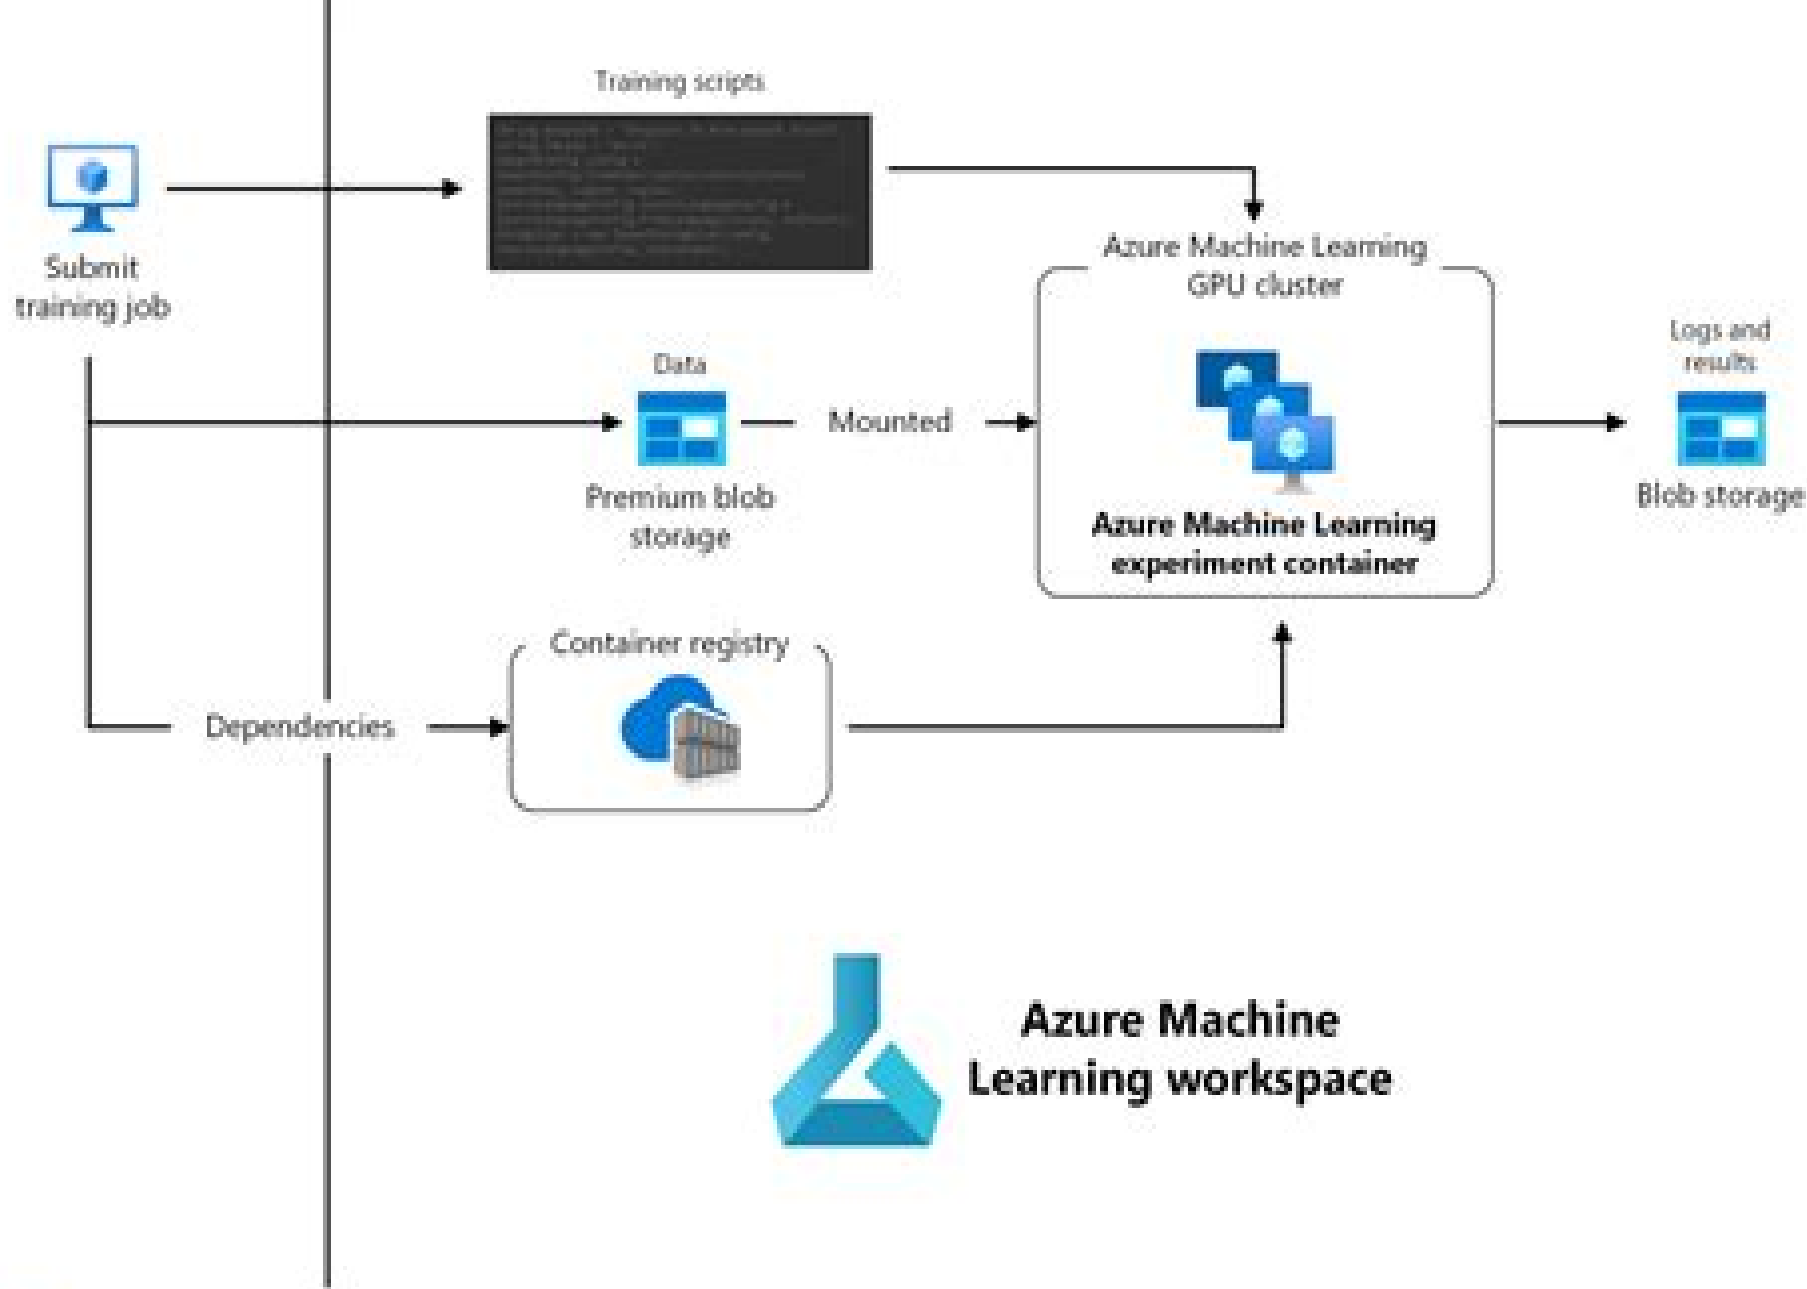 Training scripts
Submit
training job
Azure Machine Learning
GPU cluster
Data
Mounted
Premium blob
storage
Azure Machine Learning
experiment container
Logs and
results
Blob storage
Container registry
Dependencies
Azure Machine
Learning workspace